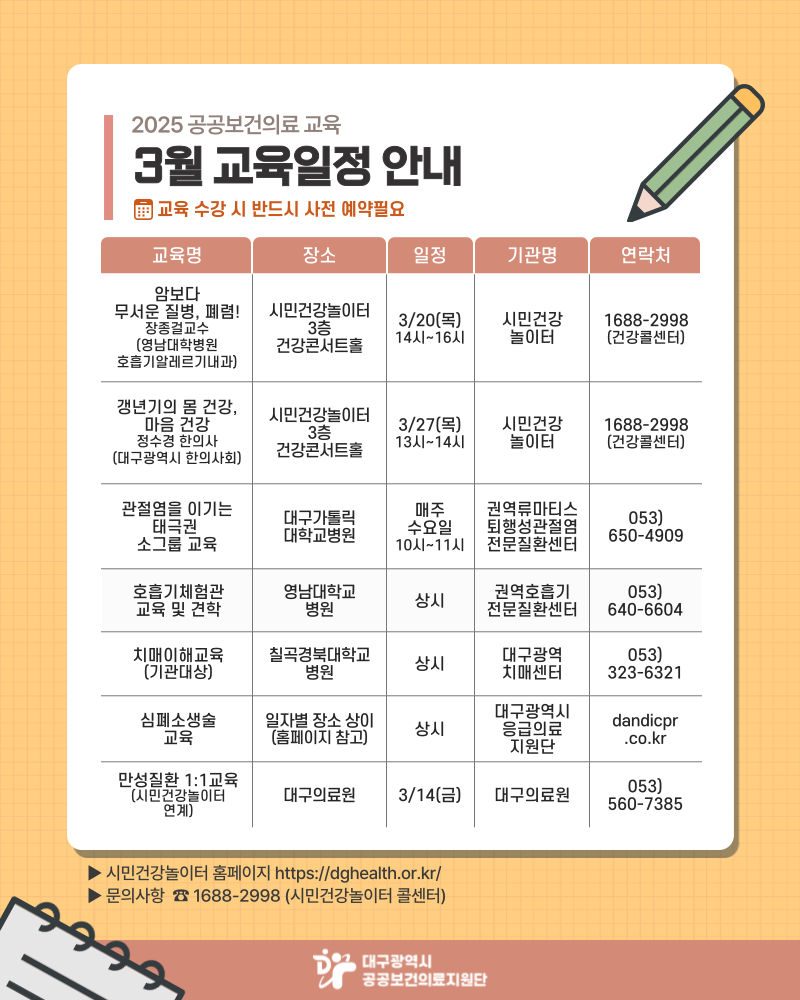 2025 공공보건의료 교육
3월 교육일정 안내
교육 수강 시 반드시 사전 예약필요
교육명 장소 일정 기관명 연락처
암보다
무서운 질병, 폐렴!
장종걸교수
(영남대학병원
호흡기알레르기내과)
시민건강놀이터
3층
건강콘서트홀
3/20(목)
14시~16시
시민건강
놀이터
1688-2998
(건강콜센터)
갱년기의 몸 건강,
마음 건강
정수경 한의사
(대구광역시 한의사회)
시민건강놀이터
3층
건강콘서트홀
3/27(목)
13시~14시
시민건강
놀이터
1688-2998
(건강콜센터)
관절염을 이기는
태극권
소그룹 교육
대구가톨릭
대학교병원
매주
수요일
10시~11시
권역류마티스
퇴행성관절염
전문질환센터
053)
650-4909
호흡기체험관
교육 및 견학
영남대학교
병원
상시
권역호흡기
전문질환센터
053)
640-6604
치매이해교육
(기관대상)
칠곡경북대학교
병원
상시
대구광역
치매센터
053)
323-6321
심폐소생술
교육
일자별 장소 상이
(홈페이지 참고)
상시
대구광역시
응급의료
지원단
dandicpr
.co.kr
만성질환 1:1교육
(시민건강놀이터
연계)
대구의료원
3/14(금)
대구의료원
053)
560-7385
▶ 시민건강놀이터 홈페이지 https://dghealth.or.kr/
▶ 문의사항 ☎ 1688-2998 (시민건강놀이터 콜센터)
대구광역시
공공보건의료지원단